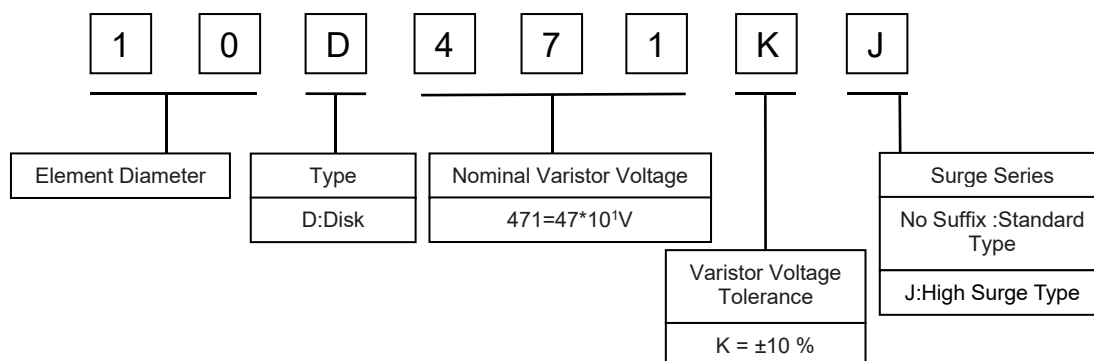 1 0 D 4 7 1 K J
Element Diameter
Type
D:Disk
Nominal Varistor Voltage
471=47*10¹V
Varistor Voltage
Tolerance
K = ±10 %
Surge Series
No Suffix :Standard
Type
J:High Surge Type